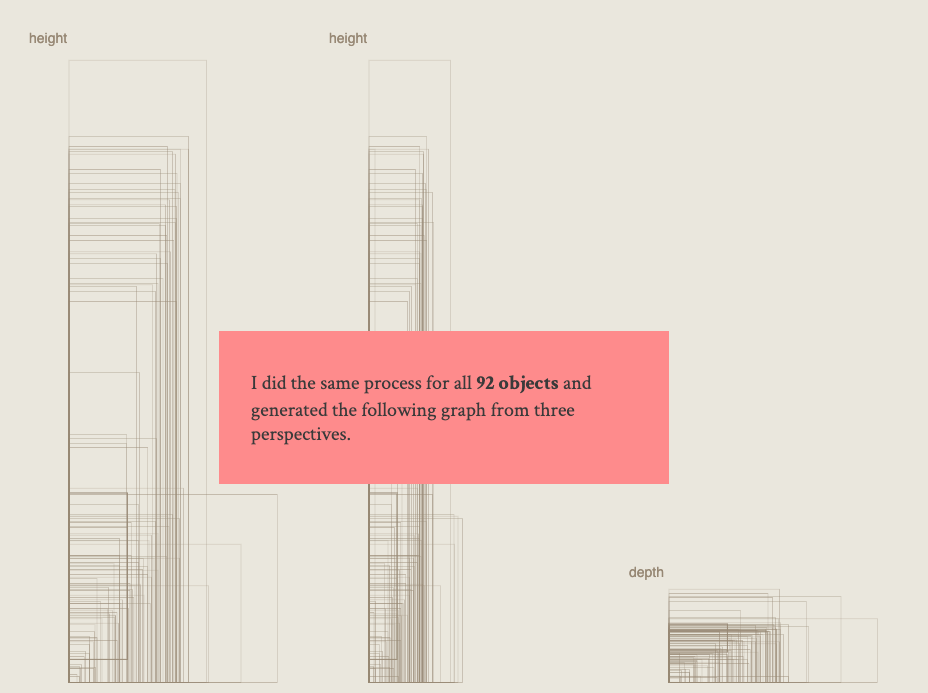 height
height
I did the same process for all 92 objects and
generated the following graph from three
perspectives.
depth